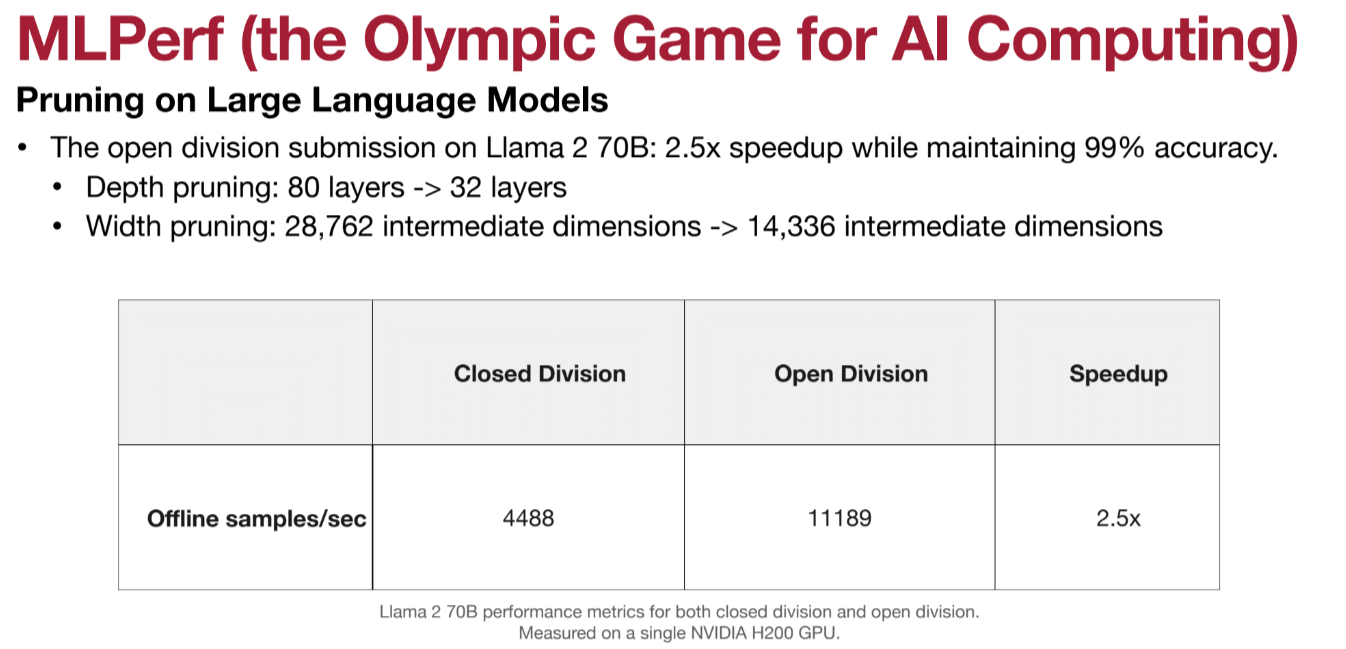 MLPerf (the Olympic Game for AI Computing)
Pruning on Large Language Models
• The open division submission on Llama 2 70B: 2.5x speedup while maintaining 99% accuracy.
• Depth pruning: 80 layers -> 32 layers
• Width pruning: 28,762 intermediate dimensions -> 14,336 intermediate dimensions
Closed Division Open Division Speedup
Offline samples/sec 4488 11189 2.5x
Llama 2 70B performance metrics for both closed division and open division.
Measured on a single NVIDIA H200 GPU.